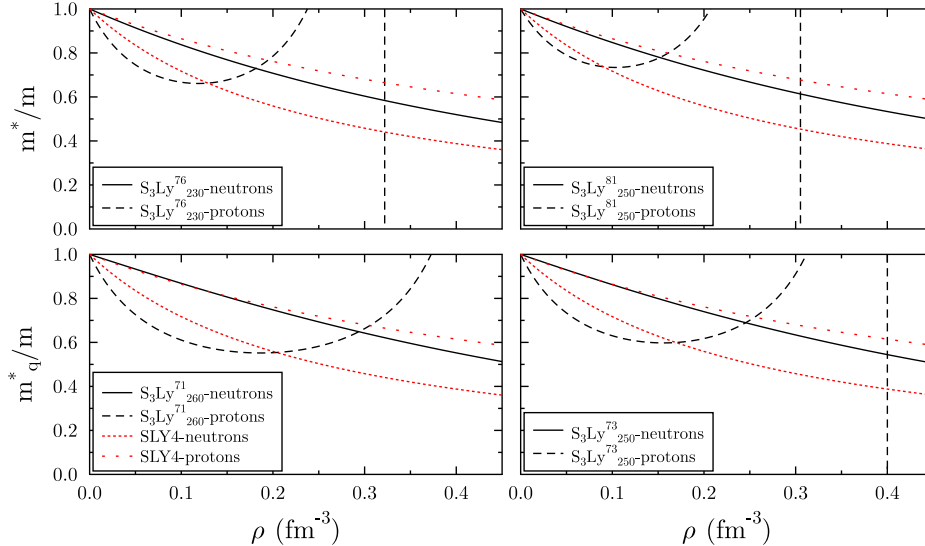 m*/m
1.0
0.8
0.6
0.4
0.2
0.0
S₃Ly⁷⁶₂₃₀-neutrons
S₃Ly⁷⁶₂₃₀-protons
S₃Ly⁸¹₂₅₀-neutrons
S₃Ly⁸¹₂₅₀-protons
m*q/m
1.0
0.8
0.6
0.4
0.2
0.0
S₃Ly⁷¹₂₆₀-neutrons
S₃Ly⁷¹₂₆₀-protons
SLY4-neutrons
SLY4-protons
S₃Ly⁷³₂₅₀-neutrons
S₃Ly⁷³₂₅₀-protons
0.0 0.1 0.2 0.3 0.4
0.0 0.1 0.2 0.3 0.4
ρ (fm⁻³)
ρ (fm⁻³)